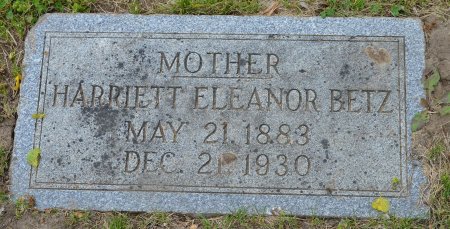 MOTHER
HARRIETT ELEANOR BETZ
MAY 21, 1883
DEC. 21, 1930